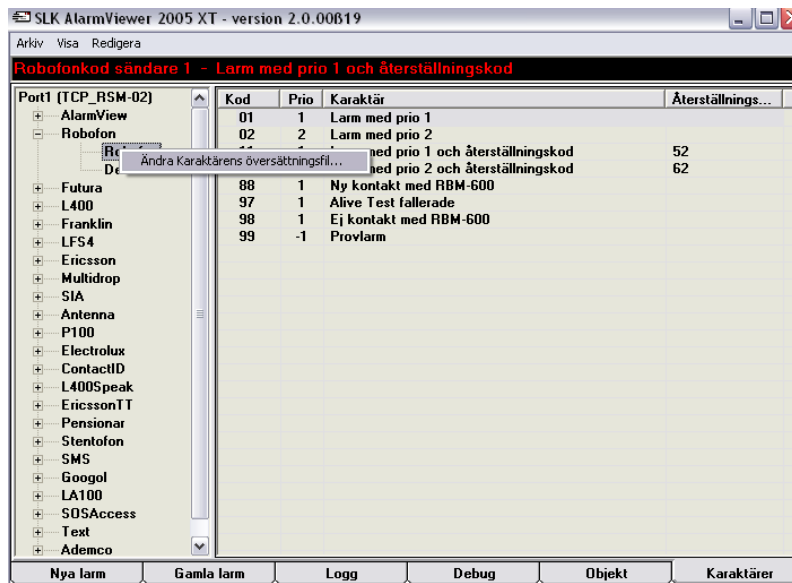 SLK AlarmViewer 2005 XT - version 2.0.00ß19
Arkiv Visa Redigera
Robofonkod sändare 1 - Larm med prio 1 och återställningskod
Port1 (TCP_RSM-02)
AlarmView
Robofon
Ro
De
Futura
L400
Franklin
LFS4
Ericsson
Multidrop
SIA
Antenna
P100
Electrolux
ContactID
L400Speak
EricssonTT
Pensionar
Stentofon
SMS
Googol
LA100
SOSAccess
Text
Ademco
Ändra Karaktärens översättningsfil...
Kod Prio Karaktär Återställnings...
01 1 Larm med prio 1
02 2 Larm med prio 2
med prio 1 och återställningskod 52
med prio 2 och återställningskod 62
88 1 Ny kontakt med RBM-600
97 1 Alive Test fallerade
98 1 Ej kontakt med RBM-600
99 -1 Provlarm
Nya larm Gamla larm Logg Debug Objekt Karaktärer